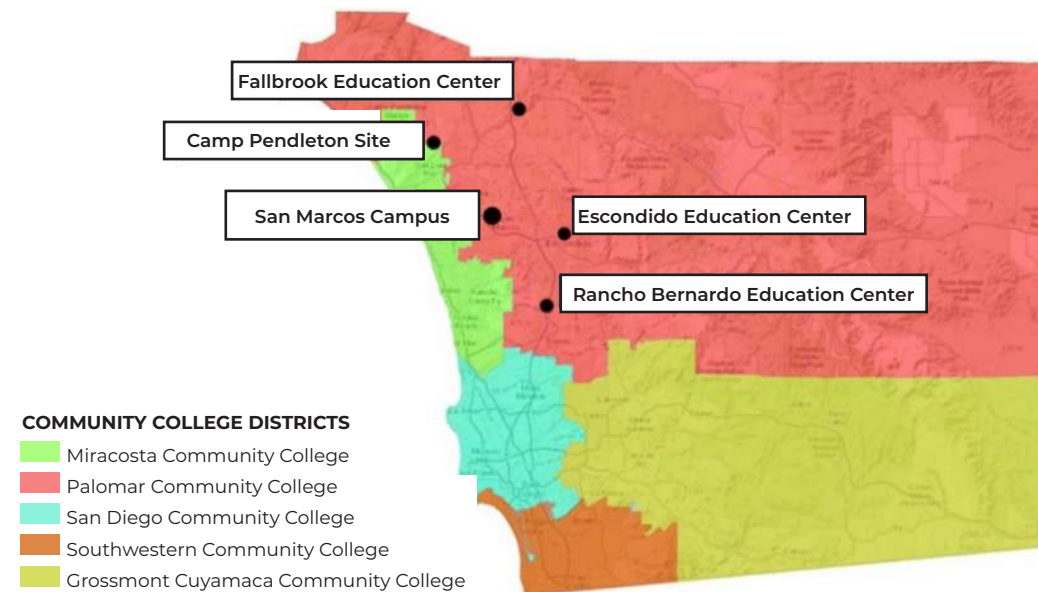 Fallbrook Education Center
Camp Pendleton Site
San Marcos Campus
Escondido Education Center
Rancho Bernardo Education Center
COMMUNITY COLLEGE DISTRICTS
Miracosta Community College
Palomar Community College
San Diego Community College
Southwestern Community College
Grossmont Cuyamaca Community College